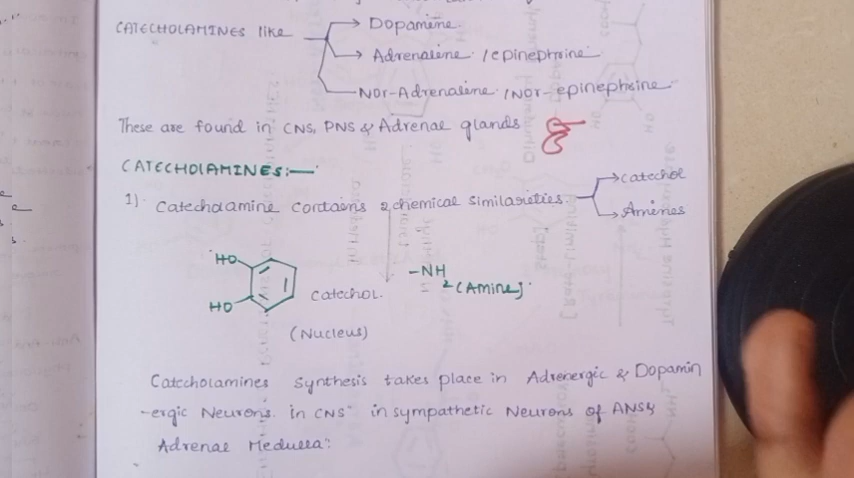 CATECHOLAMINES like
Dopamine
Adrenaline /epinephrine
Nor-Adrenaline /Nor-epinephrine
These are found in CNS, PNS & Adrenal glands
CATECHOLAMINES:—
1) Catecholamine contains 2 chemical similarities
catechol
Amines
HO
HO
catechol.
-NH2 (Amine).
(Nucleus)
Catecholamines Synthesis takes place in Adrenergic & Dopamin
-ergic Neurons in CNS in sympathetic Neurons of ANS &
Adrenal Medulla: